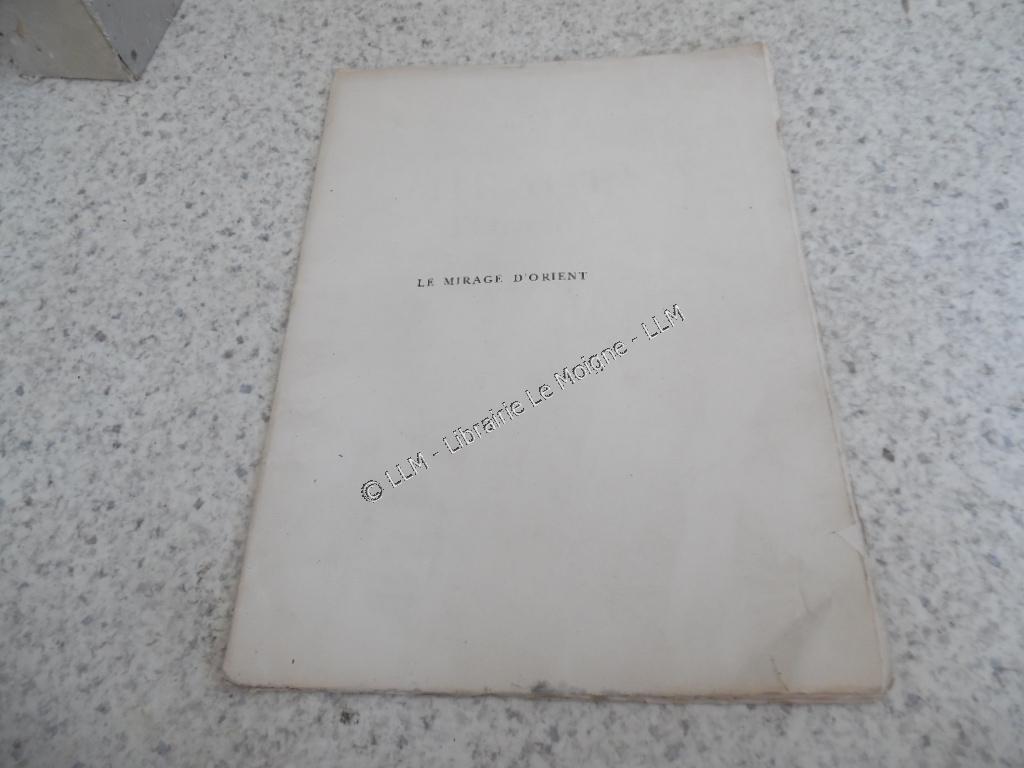 LE MIRAGE D'ORIENT
© LLM - Librairie Le Moigne - LLM